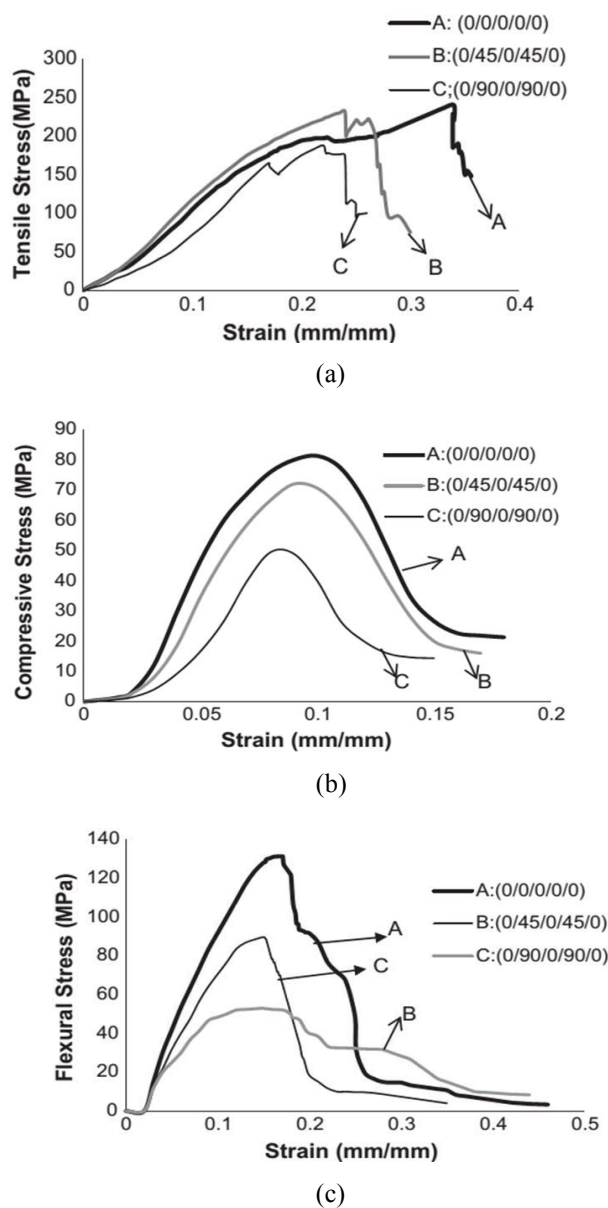 A: (0/0/0/0/0)
B:(0/45/0/45/0)
C;(0/90/0/90/0)
Tensile Stress(MPa)
300
250
200
150
100
50
0
A
B
C
0
0.1
0.2
0.3
0.4
Strain (mm/mm)
(a)
Compressive Stress (MPa)
90
80
70
60
50
40
30
20
10
0
A:(0/0/0/0/0)
B:(0/45/0/45/0)
C:(0/90/0/90/0)
A
B
C
0
0.05
0.1
0.15
0.2
Strain (mm/mm)
(b)
Flexural Stress (MPa)
140
120
100
80
60
40
20
0
A:(0/0/0/0/0)
B:(0/45/0/45/0)
C:(0/90/0/90/0)
A
C
B
0
0.1
0.2
0.3
0.4
0.5
Strain (mm/mm)
(c)